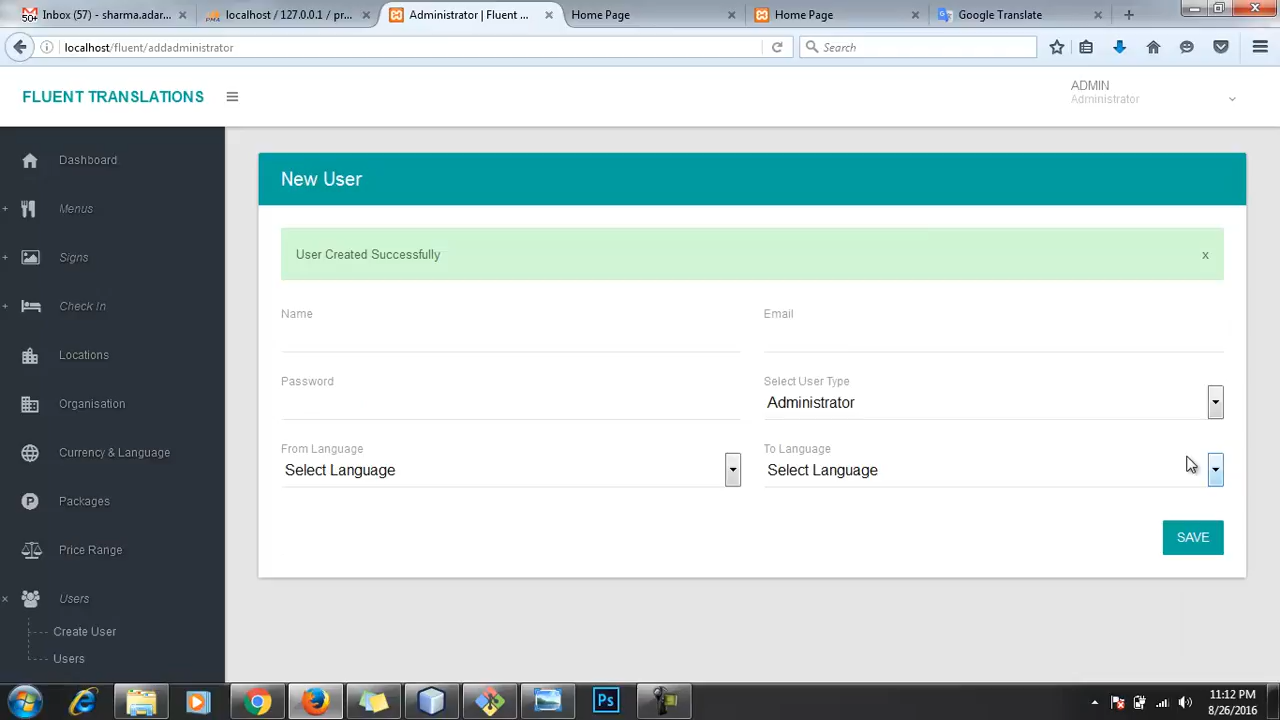 50+ Inbox (57) - sharma.adar... ×
localhost / 127.0.0.1 / pr... ×
Administrator | Fluent ... ×
Home Page ×
Home Page ×
Google Translate ×
localhost/fluent/addadministrator
Search
FLUENT TRANSLATIONS
ADMIN
Administrator
Dashboard
+ Menus
+ Signs
+ Check In
Locations
Organisation
Currency & Language
Packages
Price Range
× Users
Create User
Users
New User
User Created Successfully x
Name
Email
Password
Select User Type
Administrator
From Language
Select Language
To Language
Select Language
SAVE
Ps
11:12 PM
8/26/2016